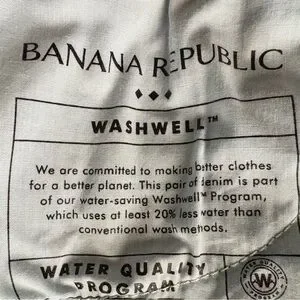 BANANA REPUBLIC
WASHWELL™
We are committed to making better clothes
for a better planet. This pair of denim is part
of our water-saving Washwell™ Program,
which uses at least 20% less water than
conventional wash methods.
WATER QUALITY
PROGRAM
W